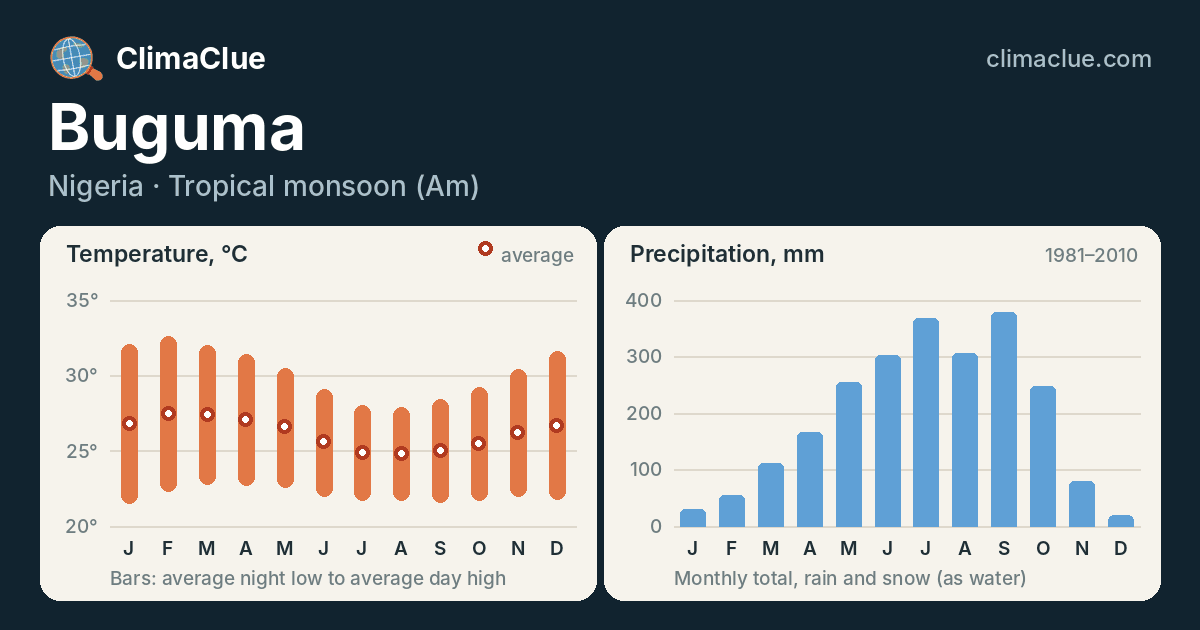 ClimaClue
climaclue.com
Buguma
Nigeria · Tropical monsoon (Am)
Temperature, °C
average
35°
30°
25°
20°
J F M A M J J A S O N D
Bars: average night low to average day high
Precipitation, mm
1981–2010
400
300
200
100
0
J F M A M J J A S O N D
Monthly total, rain and snow (as water)